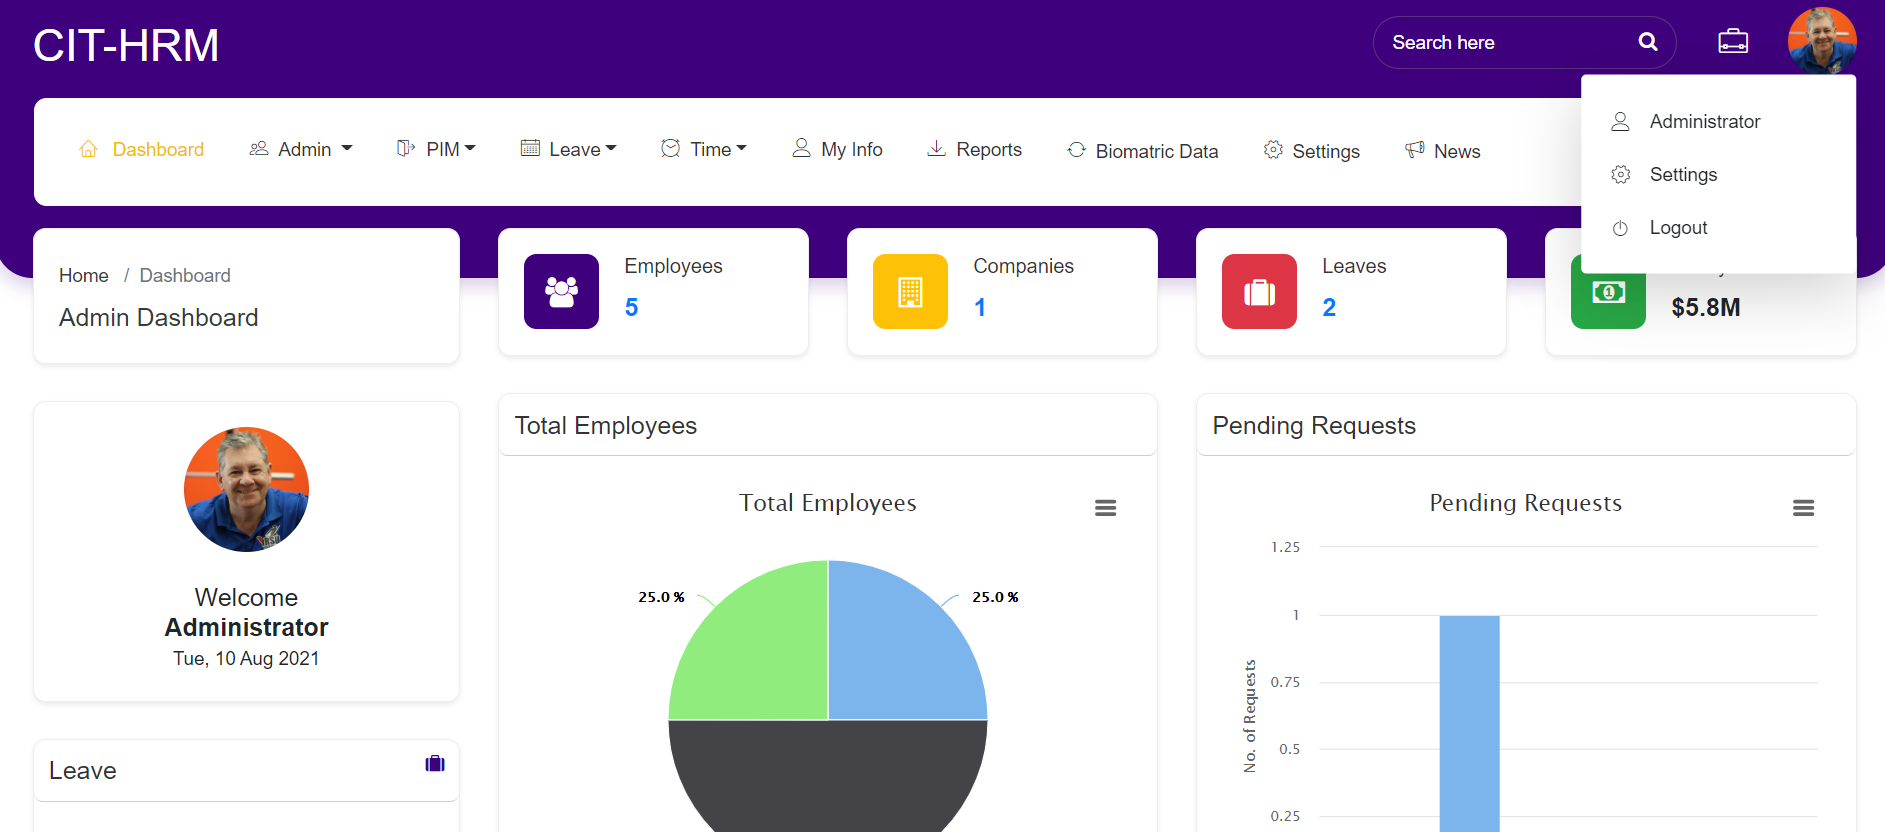 CIT-HRM
Search here
Administrator
Settings
Logout
Dashboard Admin PIM Leave Time My Info Reports Biomatric Data Settings News
Home / Dashboard
Admin Dashboard
Employees
5
Companies
1
Leaves
2
$5.8M
Welcome
Administrator
Tue, 10 Aug 2021
Leave
Total Employees
Total Employees
25.0 %
25.0 %
Pending Requests
Pending Requests
No. of Requests
1.25
1
0.75
0.5
0.25